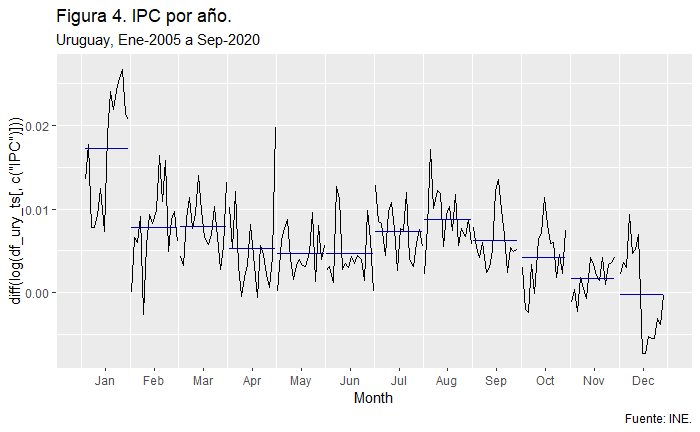 Figura 4. IPC por año.
Uruguay, Ene-2005 a Sep-2020
diff(log(df_ury_ts[, c("IPC")]))
0.02
0.01
0.00
Jan Feb Mar Apr May Jun Jul Aug Sep Oct Nov Dec
Month
Fuente: INE.